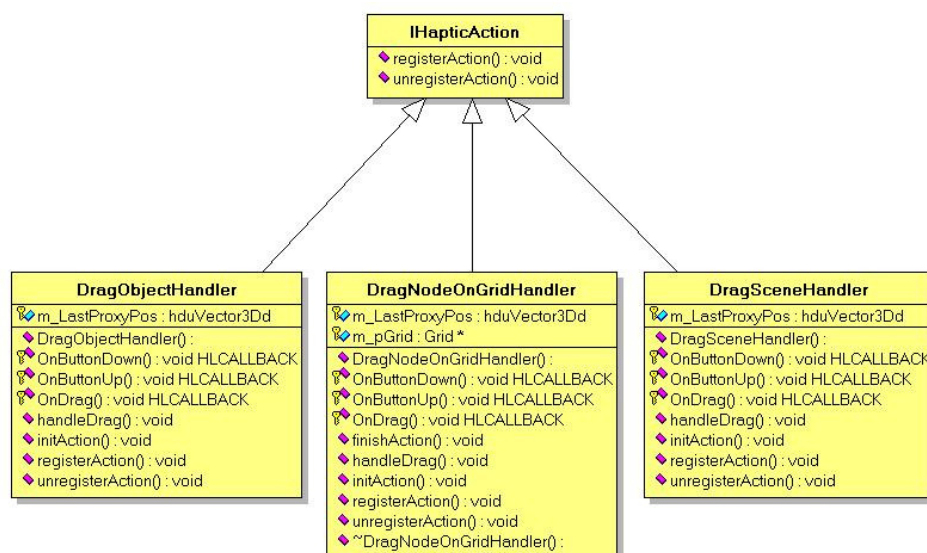 IHapticAction
registerAction() : void
unregisterAction() : void
DragObjectHandler
m_LastProxyPos : hduVector3Dd
DragObjectHandler() :
OnButtonDown() : void HLCALLBACK
OnButtonUp() : void HLCALLBACK
OnDrag() : void HLCALLBACK
handleDrag() : void
initAction() : void
registerAction() : void
unregisterAction() : void
DragNodeOnGridHandler
m_LastProxyPos : hduVector3Dd
m_pGrid : Grid *
DragNodeOnGridHandler() :
OnButtonDown() : void HLCALLBACK
OnButtonUp() : void HLCALLBACK
OnDrag() : void HLCALLBACK
finishAction() : void
handleDrag() : void
initAction() : void
registerAction() : void
unregisterAction() : void
~DragNodeOnGridHandler() :
DragSceneHandler
m_LastProxyPos : hduVector3Dd
DragSceneHandler() :
OnButtonDown() : void HLCALLBACK
OnButtonUp() : void HLCALLBACK
OnDrag() : void HLCALLBACK
handleDrag() : void
initAction() : void
registerAction() : void
unregisterAction() : void